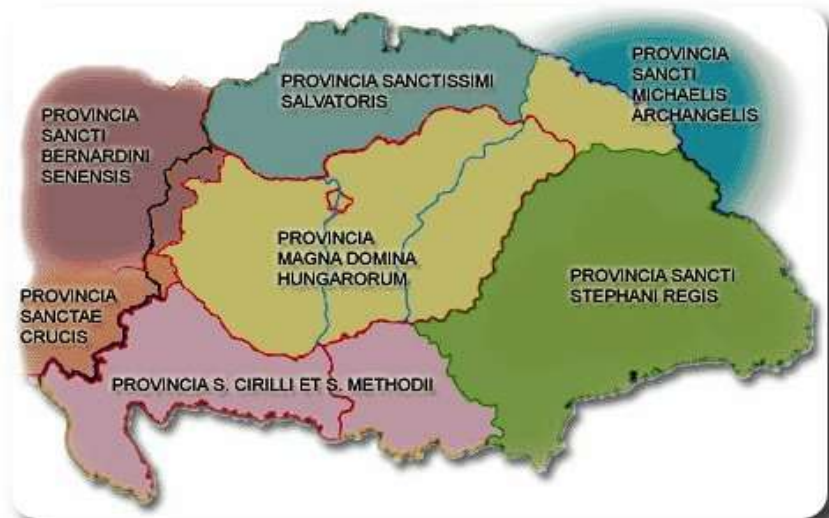 PROVINCIA SANCTISSIMI
SALVATORIS
PROVINCIA
SANCTI
MICHAELIS
ARCHANGELIS
PROVINCIA
SANCTI
BERNARDINI
SENENSIS
PROVINCIA
MAGNA DOMINA
HUNGARORUM
PROVINCIA SANCTI
STEPHANI REGIS
PROVINCIA
SANCTAE
CRUCIS
PROVINCIA S. CIRILLI ET S. METHODII